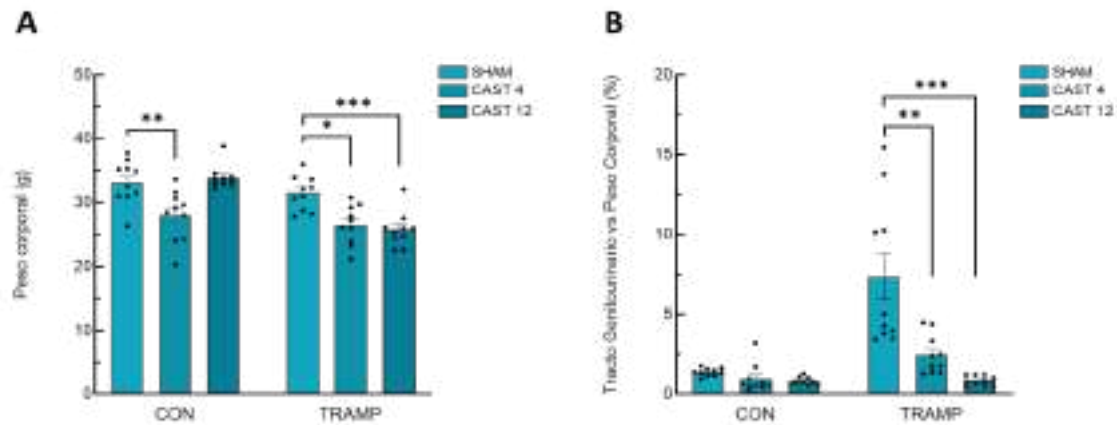 A
Peso corporal (g)
50
40
30
20
10
0
**
*
***
SHAM
CAST 4
CAST 12
CON
TRAMP
B
Tracto Genitourinario vs Peso Corporal (%)
20
15
10
5
0
**
***
SHAM
CAST 4
CAST 12
CON
TRAMP